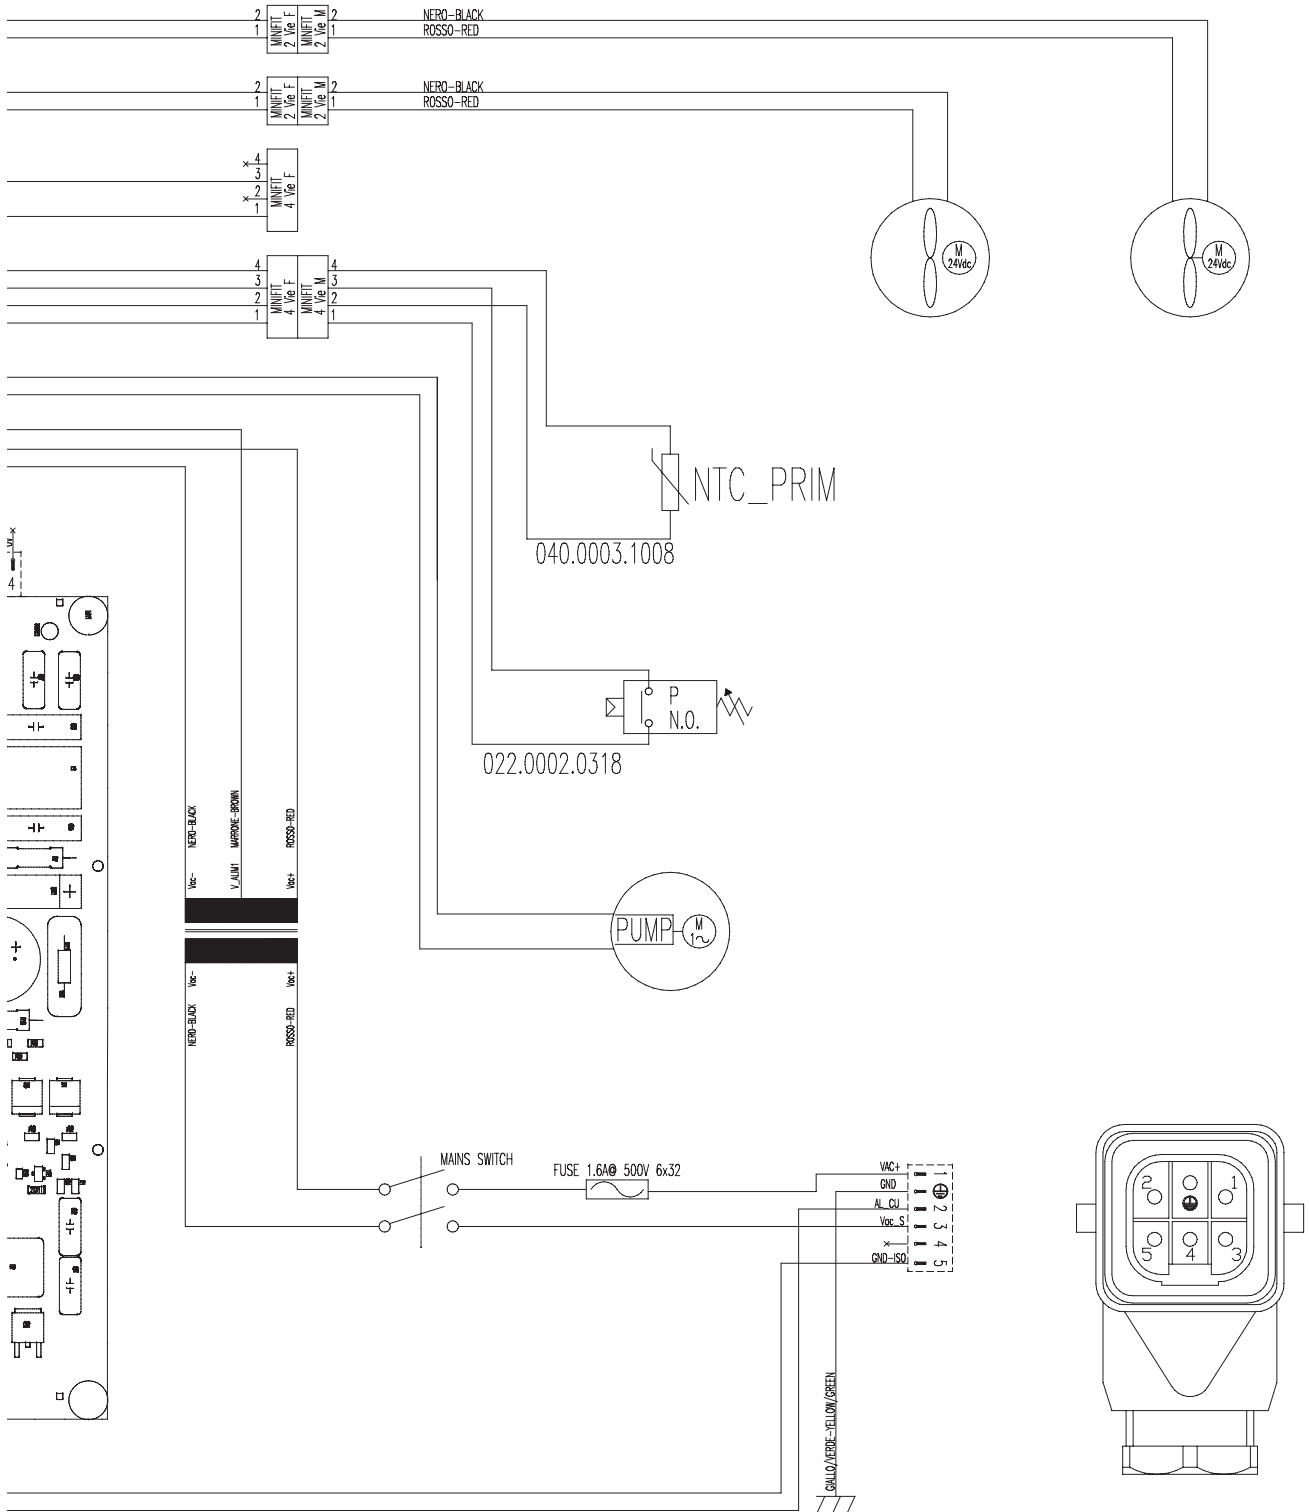 2 MINIFIT 2 Vie F MINIFIT 2 Vie M 2 NERO-BLACK
1 1 ROSSO-RED
2 MINIFIT 2 Vie F MINIFIT 2 Vie M 2 NERO-BLACK
1 1 ROSSO-RED
4
3
2
1
MINIFIT
4 Vie F
M
24Vdc
M
24Vdc
4 MINIFIT 4 Vie F MINIFIT 4 Vie M 4
3 3
2 2
1 1
NTC_PRIM
040.0003.1008
4
P
N.O.
022.0002.0318
NERO-BLACK
MARRONE-BROWN
ROSSO-RED
Vac-
V_ALIM1
Vac+
PUMP
M
1~
Vac-
Vac+
NERO-BLACK
ROSSO-RED
MAINS SWITCH
FUSE 1.6A@ 500V 6x32
VAC+ 1
GND
AL_CU 2
Vac_S 3
4
GND-ISO 5
2 1
5 4 3
GIALLO/VERDE-YELLOW/GREEN